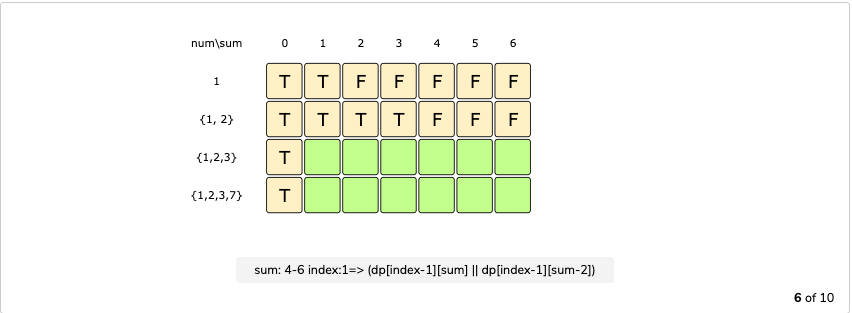 num\sum 0 1 2 3 4 5 6
1 T T F F F F F
{1, 2} T T T T F F F
{1,2,3} T
{1,2,3,7} T
sum: 4-6 index:1=> (dp[index-1][sum] || dp[index-1][sum-2])
6 of 10